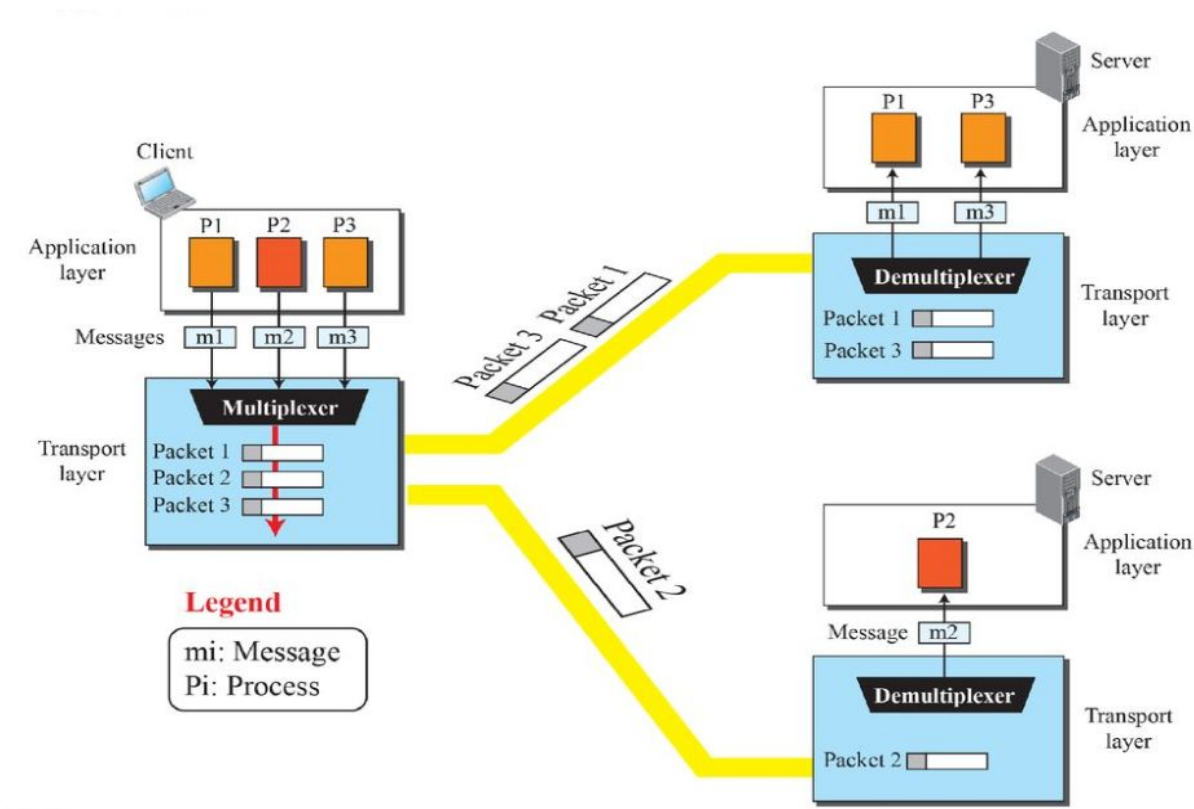 Client
P1 P2 P3
Application
layer
Messages m1 m2 m3
Multiplexer
Transport
layer
Packet 1
Packet 2
Packet 3
Legend
mi: Message
Pi: Process
Packet 3
Packet 1
Packet 2
Server
P1 P3
Application
layer
m1 m3
Demultiplexer
Packet 1
Packet 3
Transport
layer
Server
P2
Application
layer
Message m2
Demultiplexer
Packet 2
Transport
layer